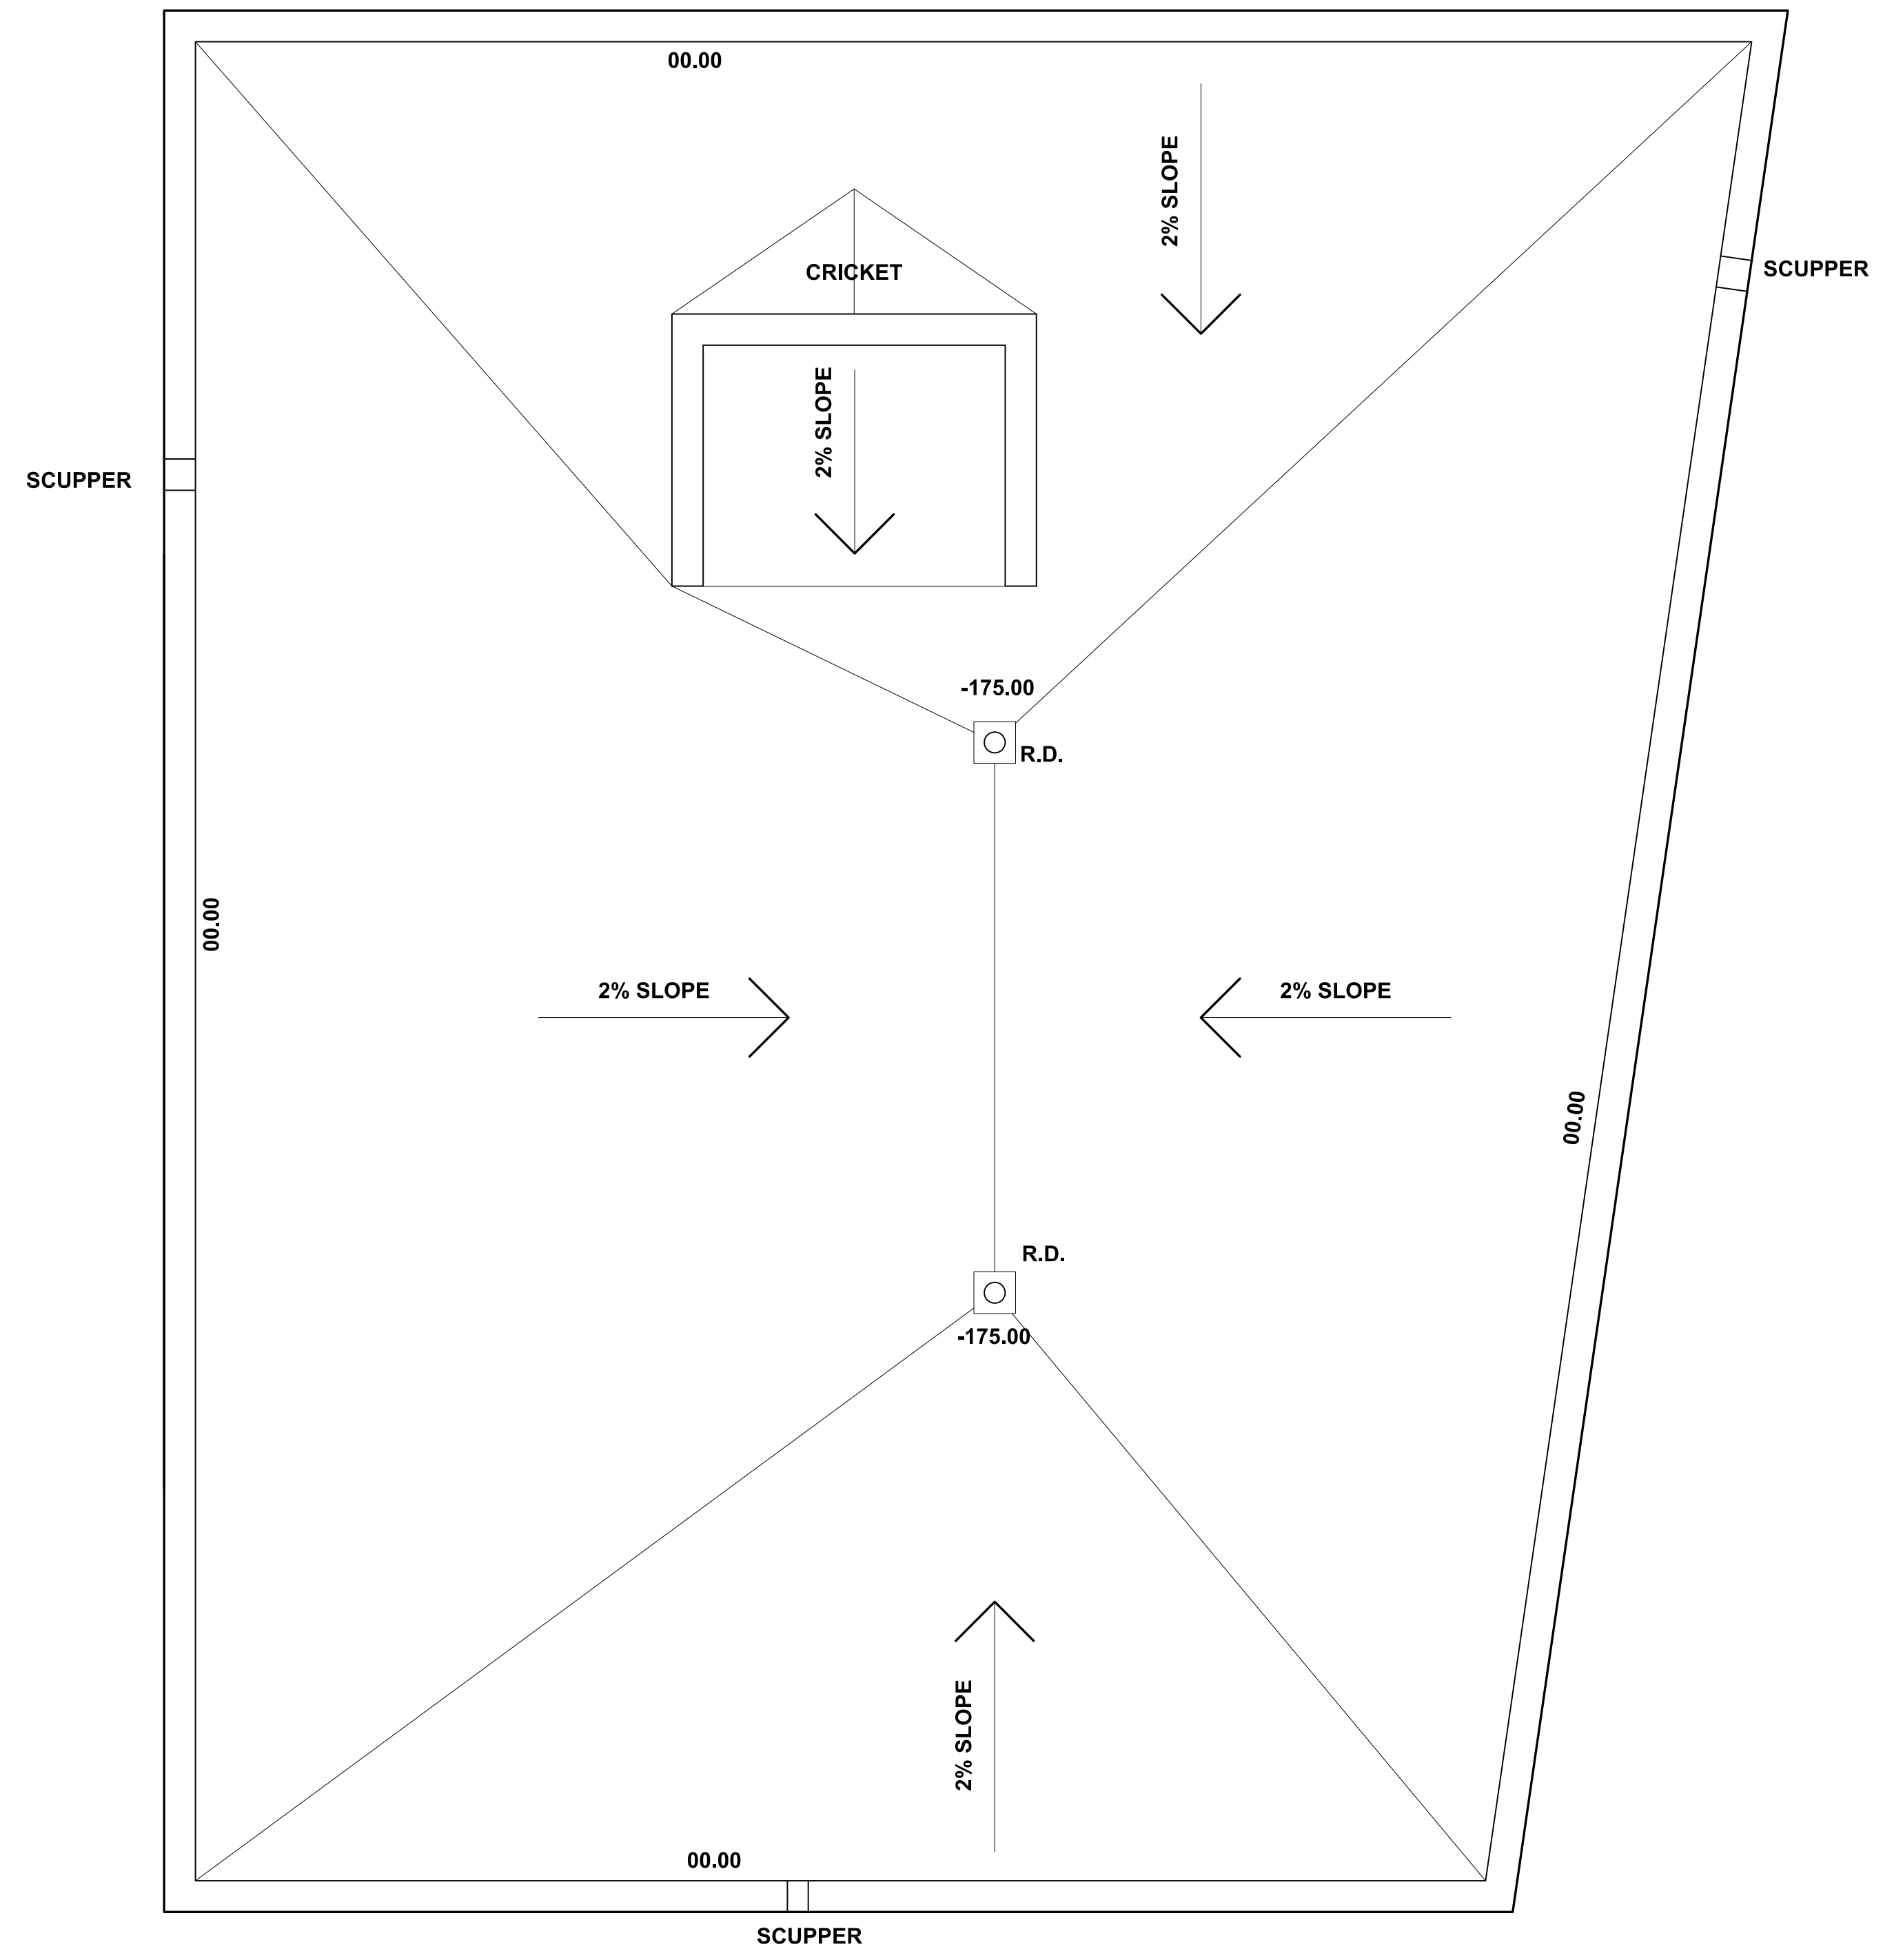 00.00
2% SLOPE
CRICKET
SCUPPER
2% SLOPE
SCUPPER
-175.00
R.D.
00.00
2% SLOPE
2% SLOPE
00.00
R.D.
-175.00
2% SLOPE
00.00
SCUPPER